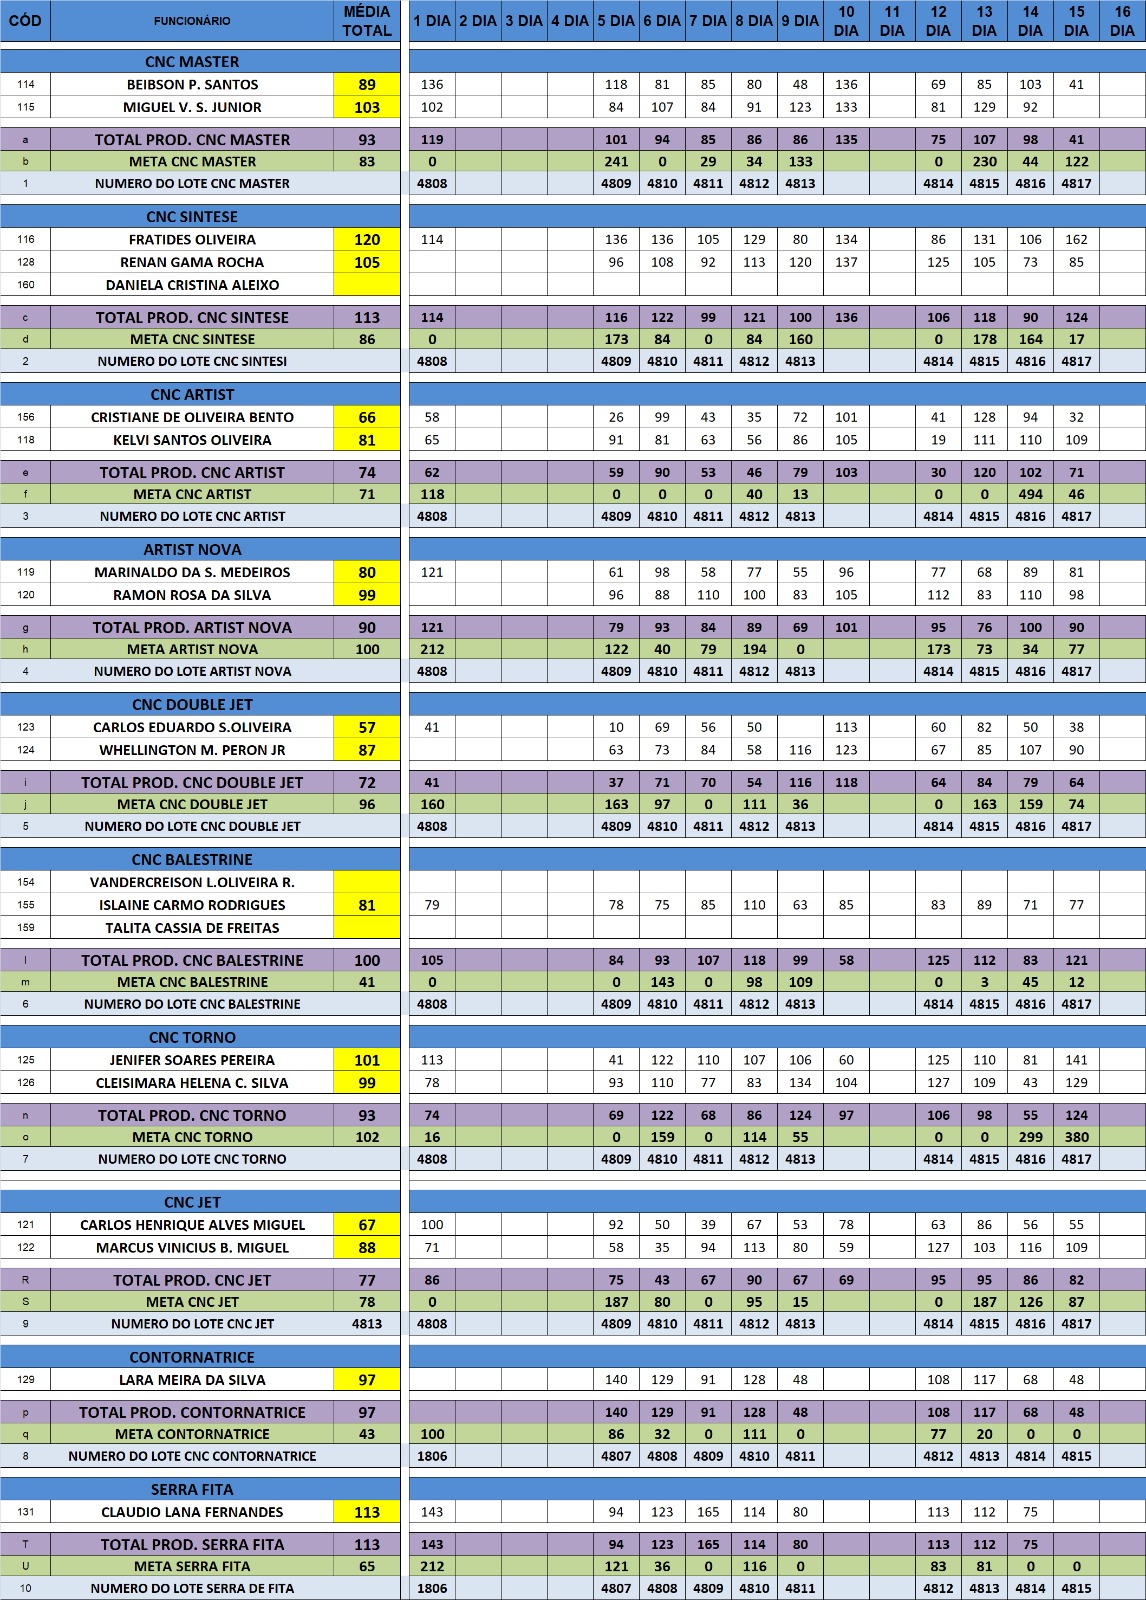 CÓD FUNCIONÁRIO MÉDIA TOTAL 1 DIA 2 DIA 3 DIA 4 DIA 5 DIA 6 DIA 7 DIA 8 DIA 9 DIA 10 DIA 11 DIA 12 DIA 13 DIA 14 DIA 15 DIA 16 DIA
CNC MASTER
114 BEIBSON P. SANTOS 89 136 118 81 85 80 48 136 69 85 103 41
115 MIGUEL V. S. JUNIOR 103 102 84 107 84 91 123 133 81 129 92
a TOTAL PROD. CNC MASTER 93 119 101 94 85 86 86 135 75 107 98 41
b META CNC MASTER 83 0 241 0 29 34 133 0 230 44 122
1 NUMERO DO LOTE CNC MASTER 4808 4809 4810 4811 4812 4813 4814 4815 4816 4817
CNC SINTESE
116 FRATIDES OLIVEIRA 120 114 136 136 105 129 80 134 86 131 106 162
128 RENAN GAMA ROCHA 105 96 108 92 113 120 137 125 105 73 85
160 DANIELA CRISTINA ALEIXO
c TOTAL PROD. CNC SINTESE 113 114 116 122 99 121 100 136 106 118 90 124
d META CNC SINTESE 86 0 173 84 0 84 160 0 178 164 17
2 NUMERO DO LOTE CNC SINTESI 4808 4809 4810 4811 4812 4813 4814 4815 4816 4817
CNC ARTIST
156 CRISTIANE DE OLIVEIRA BENTO 66 58 26 99 43 35 72 101 41 128 94 32
118 KELVI SANTOS OLIVEIRA 81 65 91 81 63 56 86 105 19 111 110 109
e TOTAL PROD. CNC ARTIST 74 62 59 90 53 46 79 103 30 120 102 71
f META CNC ARTIST 71 118 0 0 0 40 13 0 0 494 46
3 NUMERO DO LOTE CNC ARTIST 4808 4809 4810 4811 4812 4813 4814 4815 4816 4817
ARTIST NOVA
119 MARINALDO DA S. MEDEIROS 80 121 61 98 58 77 55 96 77 68 89 81
120 RAMON ROSA DA SILVA 99 96 88 110 100 83 105 112 83 110 98
g TOTAL PROD. ARTIST NOVA 90 121 79 93 84 89 69 101 95 76 100 90
h META ARTIST NOVA 100 212 122 40 79 194 0 173 73 34 77
4 NUMERO DO LOTE ARTIST NOVA 4808 4809 4810 4811 4812 4813 4814 4815 4816 4817
CNC DOUBLE JET
123 CARLOS EDUARDO S.OLIVEIRA 57 41 10 69 56 50 113 60 82 50 38
124 WHELLINGTON M. PERON JR 87 63 73 84 58 116 123 67 85 107 90
i TOTAL PROD. CNC DOUBLE JET 72 41 37 71 70 54 116 118 64 84 79 64
j META CNC DOUBLE JET 96 160 163 97 0 111 36 0 163 159 74
5 NUMERO DO LOTE CNC DOUBLE JET 4808 4809 4810 4811 4812 4813 4814 4815 4816 4817
CNC BALESTRINE
154 VANDERCREISON L.OLIVEIRA R.
155 ISLAINE CARMO RODRIGUES 81 79 78 75 85 110 63 85 83 89 71 77
159 TALITA CASSIA DE FREITAS
l TOTAL PROD. CNC BALESTRINE 100 105 84 93 107 118 99 58 125 112 83 121
m META CNC BALESTRINE 41 0 0 143 0 98 109 0 3 45 12
6 NUMERO DO LOTE CNC BALESTRINE 4808 4809 4810 4811 4812 4813 4814 4815 4816 4817
CNC TORNO
125 JENIFER SOARES PEREIRA 101 113 41 122 110 107 106 60 125 110 81 141
126 CLEISIMARA HELENA C. SILVA 99 78 93 110 77 83 134 104 127 109 43 129
n TOTAL PROD. CNC TORNO 93 74 69 122 68 86 124 97 106 98 55 124
o META CNC TORNO 102 16 0 159 0 114 55 0 0 299 380
7 NUMERO DO LOTE CNC TORNO 4808 4809 4810 4811 4812 4813 4814 4815 4816 4817
CNC JET
121 CARLOS HENRIQUE ALVES MIGUEL 67 100 92 50 39 67 53 78 63 86 56 55
122 MARCUS VINICIUS B. MIGUEL 88 71 58 35 94 113 80 59 127 103 116 109
R TOTAL PROD. CNC JET 77 86 75 43 67 90 67 69 95 95 86 82
S META CNC JET 78 0 187 80 0 95 15 0 187 126 87
9 NUMERO DO LOTE CNC JET 4813 4808 4809 4810 4811 4812 4813 4814 4815 4816 4817
CONTORNATRICE
129 LARA MEIRA DA SILVA 97 140 129 91 128 48 108 117 68 48
p TOTAL PROD. CONTORNATRICE 97 140 129 91 128 48 108 117 68 48
q META CONTORNATRICE 43 100 86 32 0 111 0 77 20 0 0
8 NUMERO DO LOTE CNC CONTORNATRICE 1806 4807 4808 4809 4810 4811 4812 4813 4814 4815
SERRA FITA
131 CLAUDIO LANA FERNANDES 113 143 94 123 165 114 80 113 112 75
T TOTAL PROD. SERRA FITA 113 143 94 123 165 114 80 113 112 75
U META SERRA FITA 65 212 121 36 0 116 0 83 81 0 0
10 NUMERO DO LOTE SERRA DE FITA 1806 4807 4808 4809 4810 4811 4812 4813 4814 4815